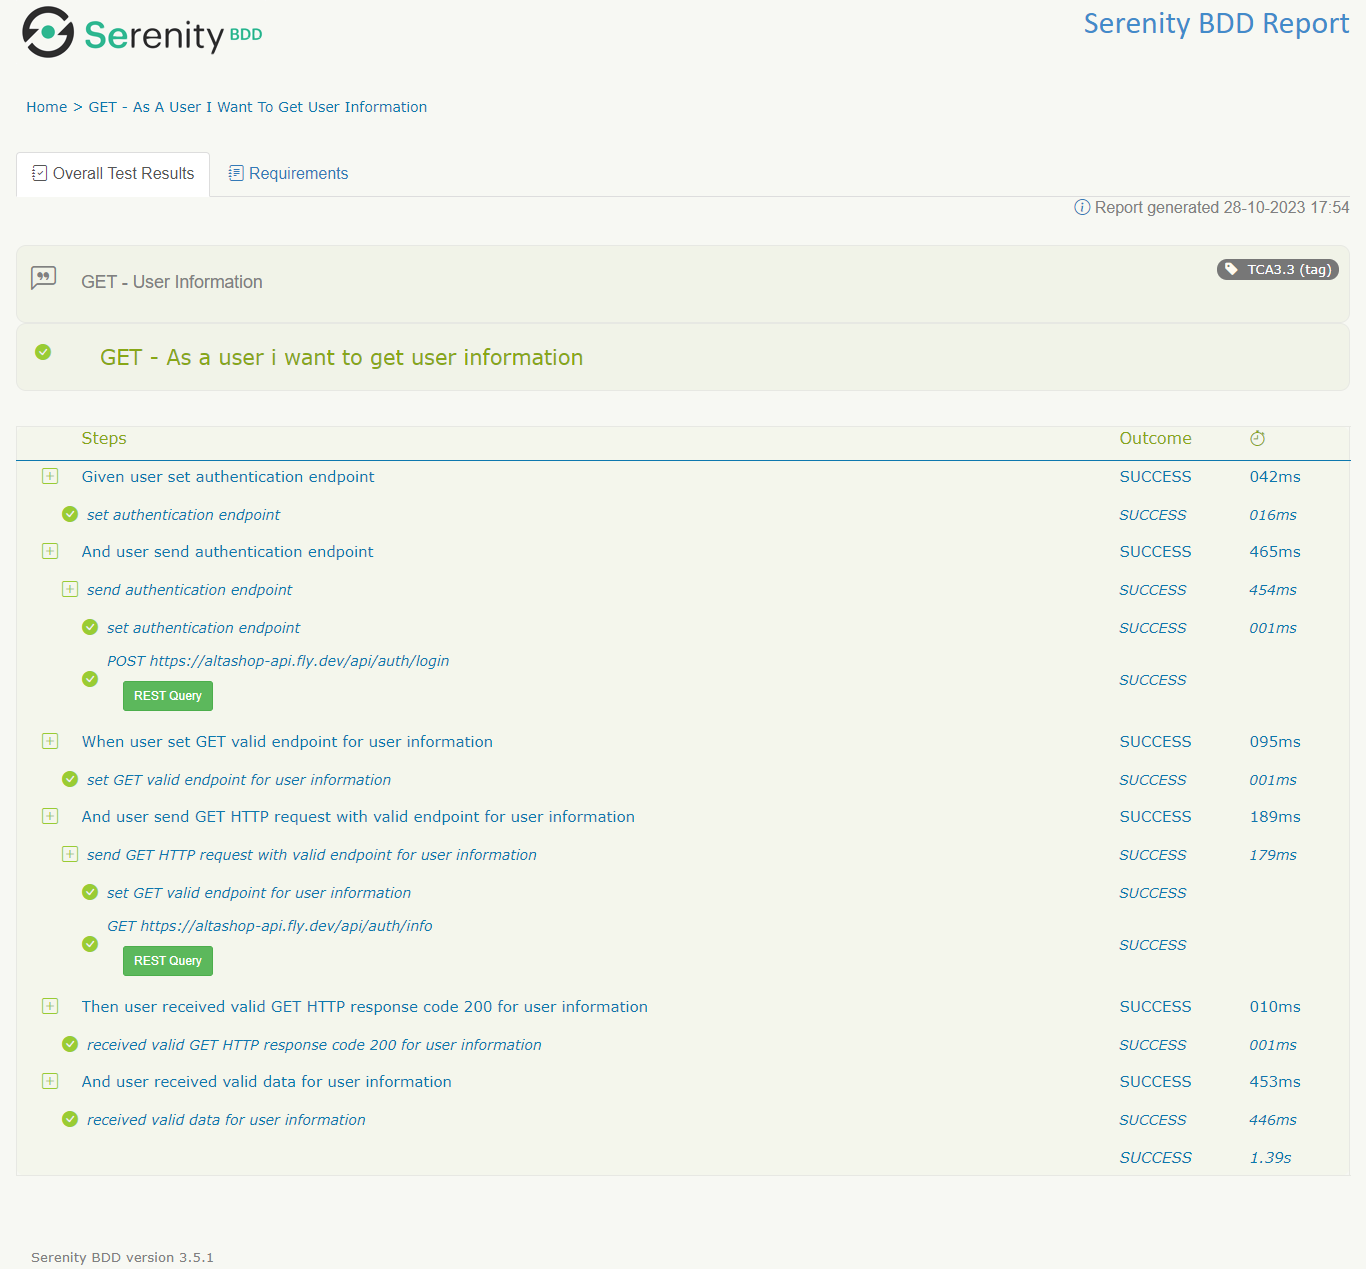 Serenity BDD
Serenity BDD Report
Home > GET - As A User I Want To Get User Information
Overall Test Results Requirements
Report generated 28-10-2023 17:54
GET - User Information TCA3.3 (tag)
GET - As a user i want to get user information
Steps Outcome
Given user set authentication endpoint SUCCESS 042ms
set authentication endpoint SUCCESS 016ms
And user send authentication endpoint SUCCESS 465ms
send authentication endpoint SUCCESS 454ms
set authentication endpoint SUCCESS 001ms
POST https://altashop-api.fly.dev/api/auth/login
SUCCESS
REST Query
When user set GET valid endpoint for user information SUCCESS 095ms
set GET valid endpoint for user information SUCCESS 001ms
And user send GET HTTP request with valid endpoint for user information SUCCESS 189ms
send GET HTTP request with valid endpoint for user information SUCCESS 179ms
set GET valid endpoint for user information SUCCESS
GET https://altashop-api.fly.dev/api/auth/info
SUCCESS
REST Query
Then user received valid GET HTTP response code 200 for user information SUCCESS 010ms
received valid GET HTTP response code 200 for user information SUCCESS 001ms
And user received valid data for user information SUCCESS 453ms
received valid data for user information SUCCESS 446ms
SUCCESS 1.39s
Serenity BDD version 3.5.1